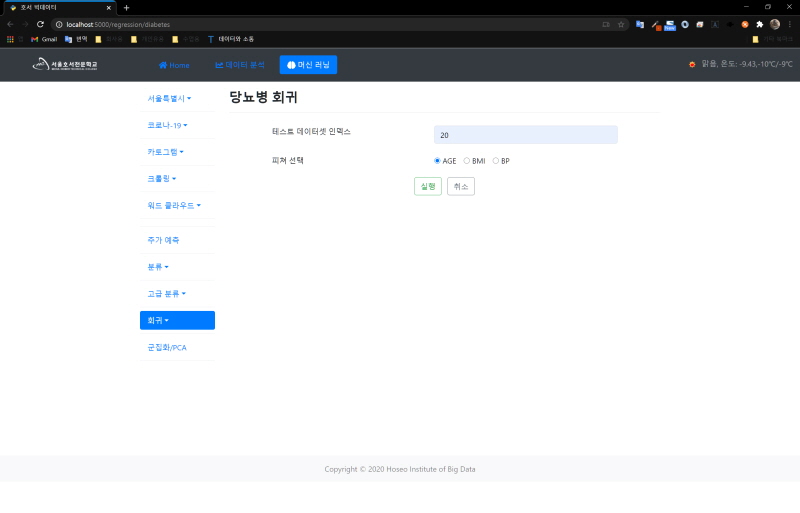 호서 빅데이터
localhost:5000/regression/diabetes
앱
Gmail
번역
데이터와 소통
서울호서전문학교
Home
데이터 분석
머신 러닝
맑음, 온도: -9.43,-10℃/-9℃
서울특별시
코로나-19
카토그램
크롤링
워드 클라우드
주가 예측
분류
고급 분류
회귀
군집화/PCA
당뇨병 회귀
테스트 데이터셋 인덱스
20
피쳐 선택
AGE BMI BP
실행 취소
Copyright © 2020 Hoseo Institute of Big Data